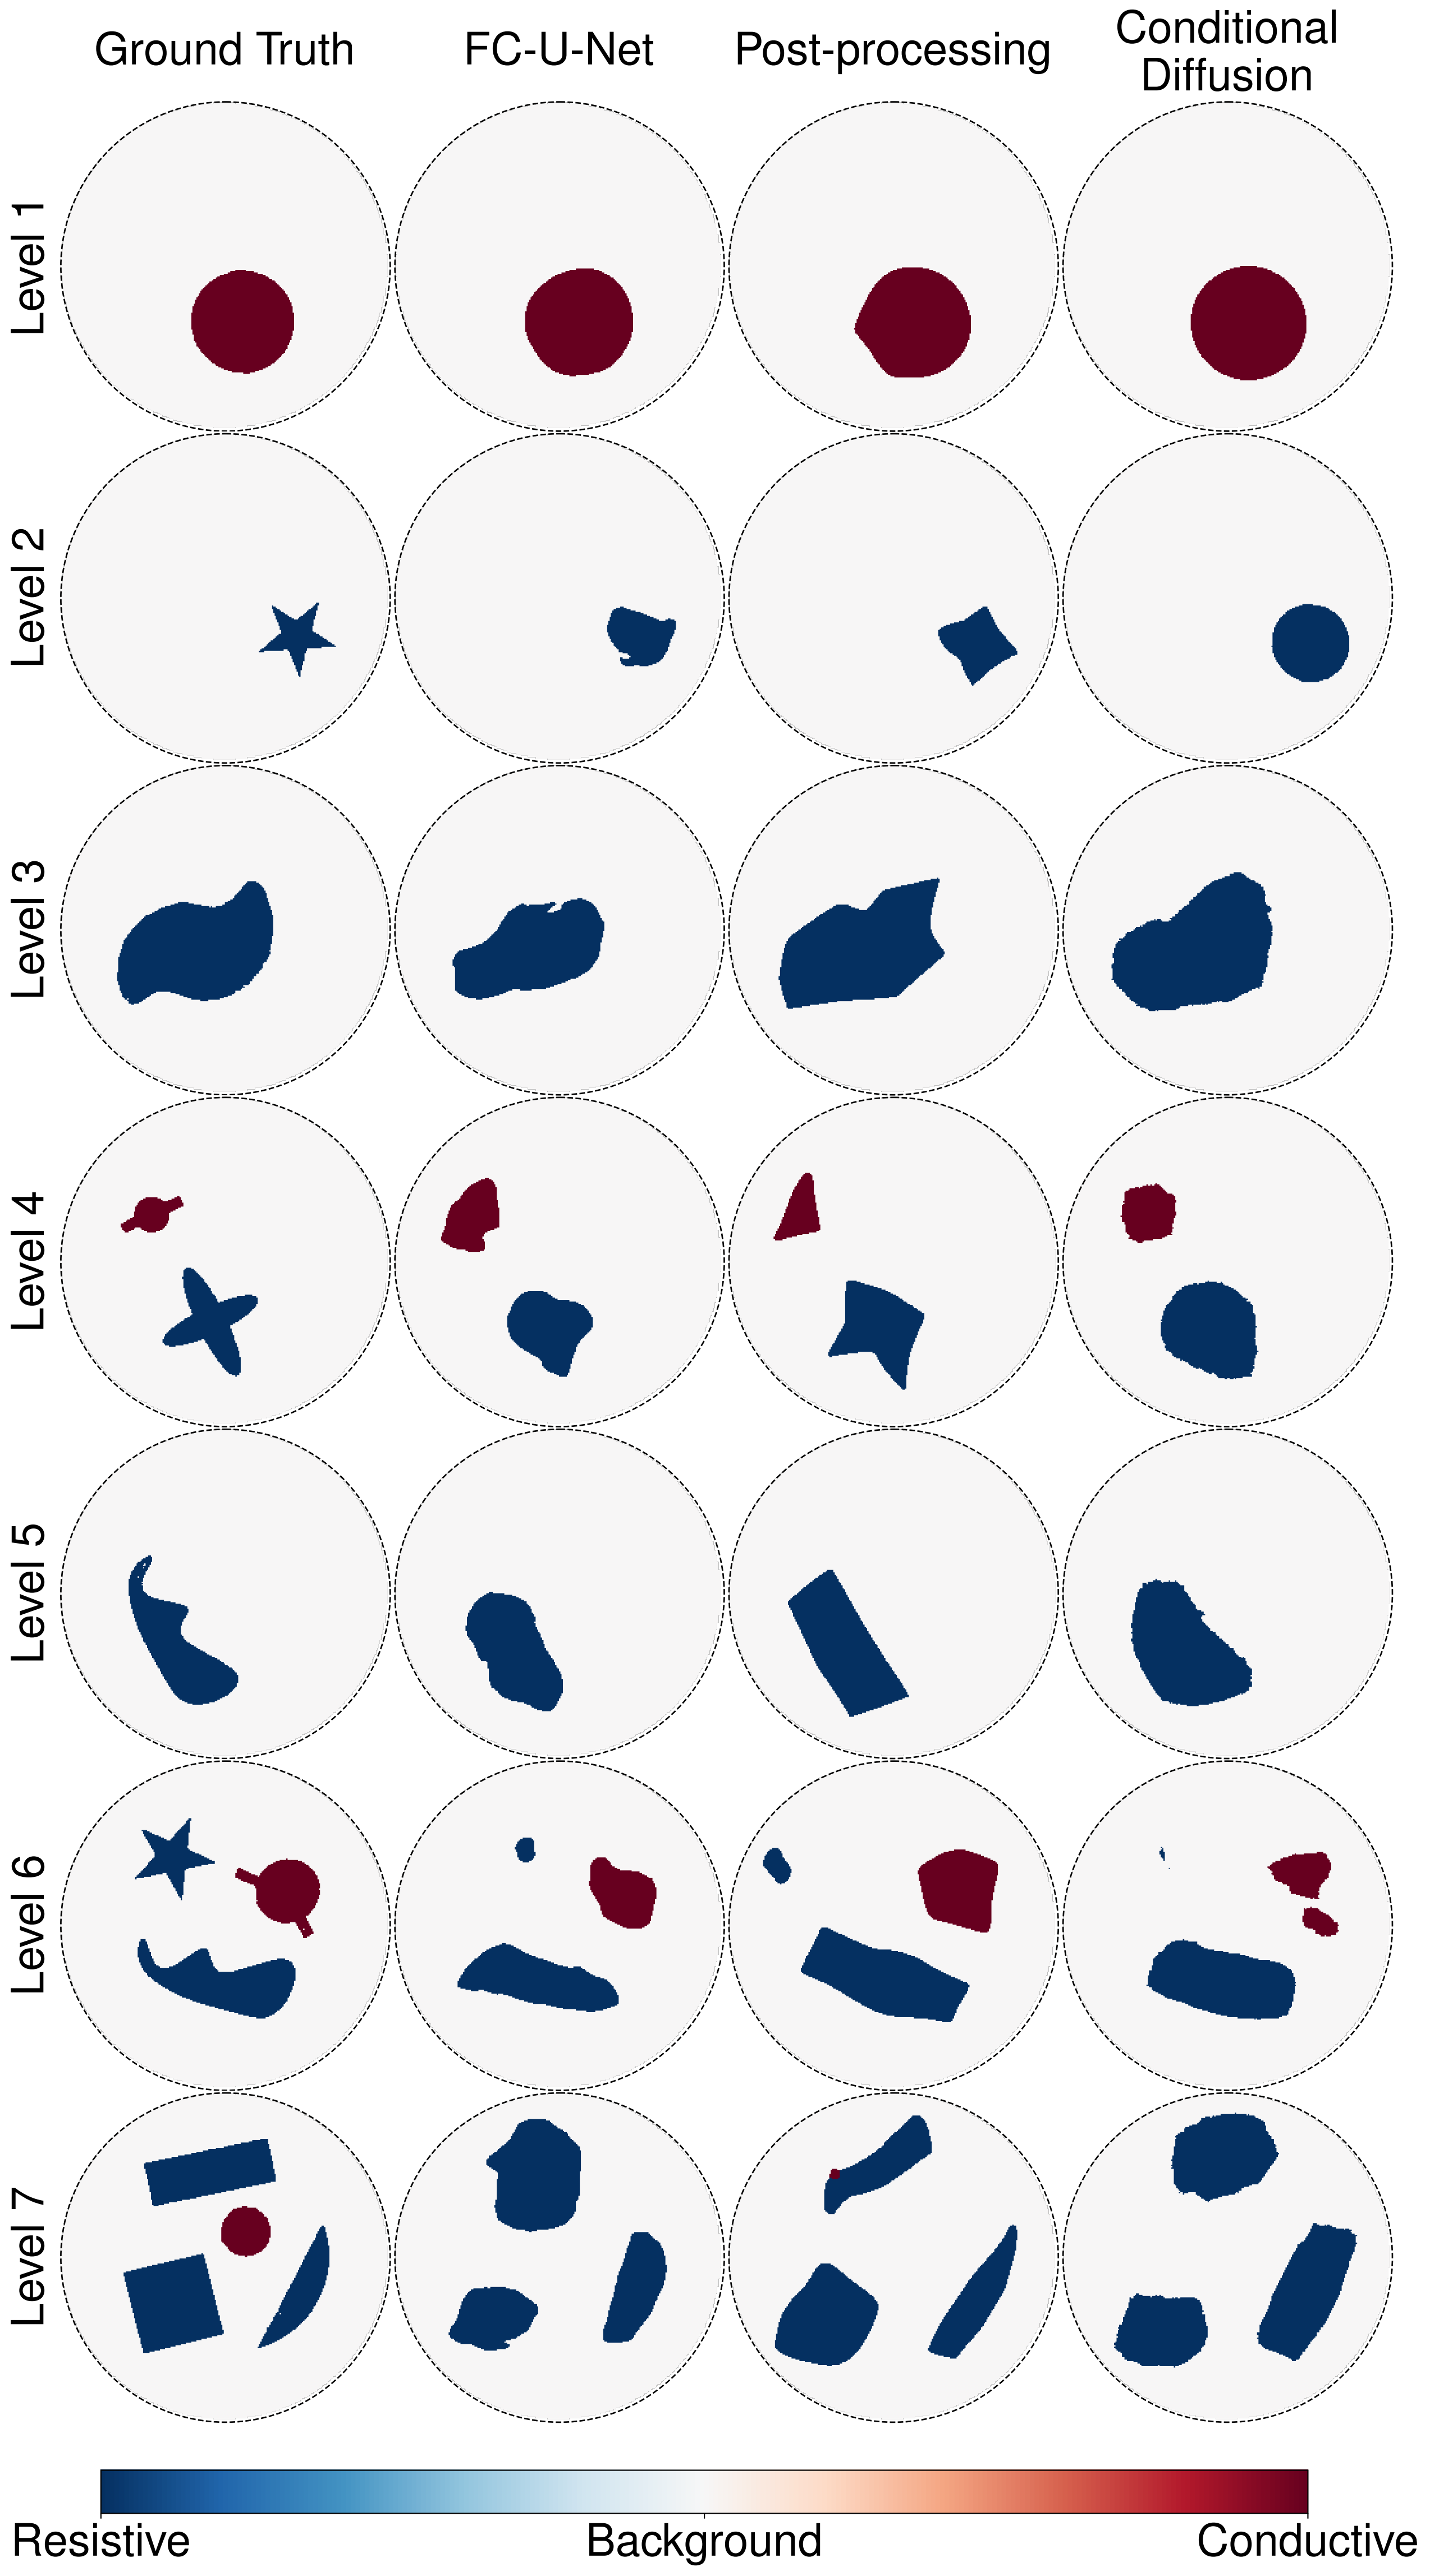 Ground Truth
FC-U-Net
Post-processing
Conditional
Diffusion
Level 1
Level 2
Level 3
Level 4
Level 5
Level 6
Level 7
Resistive
Background
Conductive